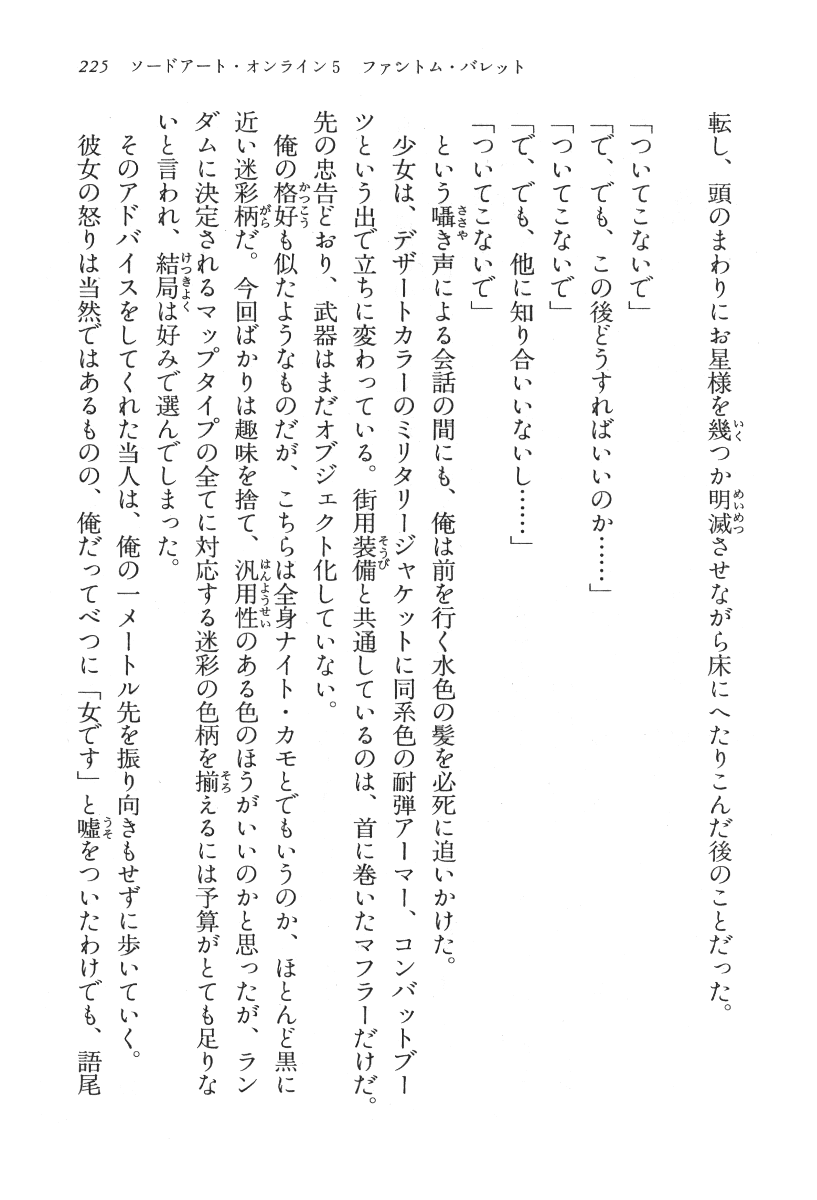 225 ソードアート・オンライン5 ファントム・バレット
転し、頭のまわりにお星様を幾つか明滅させながら床にへたりこんだ後のことだった。
「ついてこないで」
「で、でも、この後どうすればいいのか……」
「ついてこないで」
「で、でも、他に知り合いいないし……」
「ついてこないで」
という囁き声による会話の間にも、俺は前を行く水色の髪を必死に追いかけた。
少女は、デザートカラーのミリタリージャケットに同系色の耐弾アーマー、コンバットブー
ツという出で立ちに変わっている。街用装備と共通しているのは、首に巻いたマフラーだけだ。
先の忠告どおり、武器はまだオブジェクト化していない。
俺の格好も似たようなものだが、こちらは全身ナイト・カモとでもいうのか、ほとんど黒に
近い迷彩柄だ。今回ばかりは趣味を捨て、汎用性のある色のほうがいいのかと思ったが、ラン
ダムに決定されるマップタイプの全てに対応する迷彩の色柄を揃えるには予算がとても足りな
いと言われ、結局は好みで選んでしまった。
そのアドバイスをしてくれた当人は、俺の一メートル先を振り向きもせずに歩いていく。
彼女の怒りは当然ではあるものの、俺だってべつに「女です」と嘘をついたわけでも、語尾